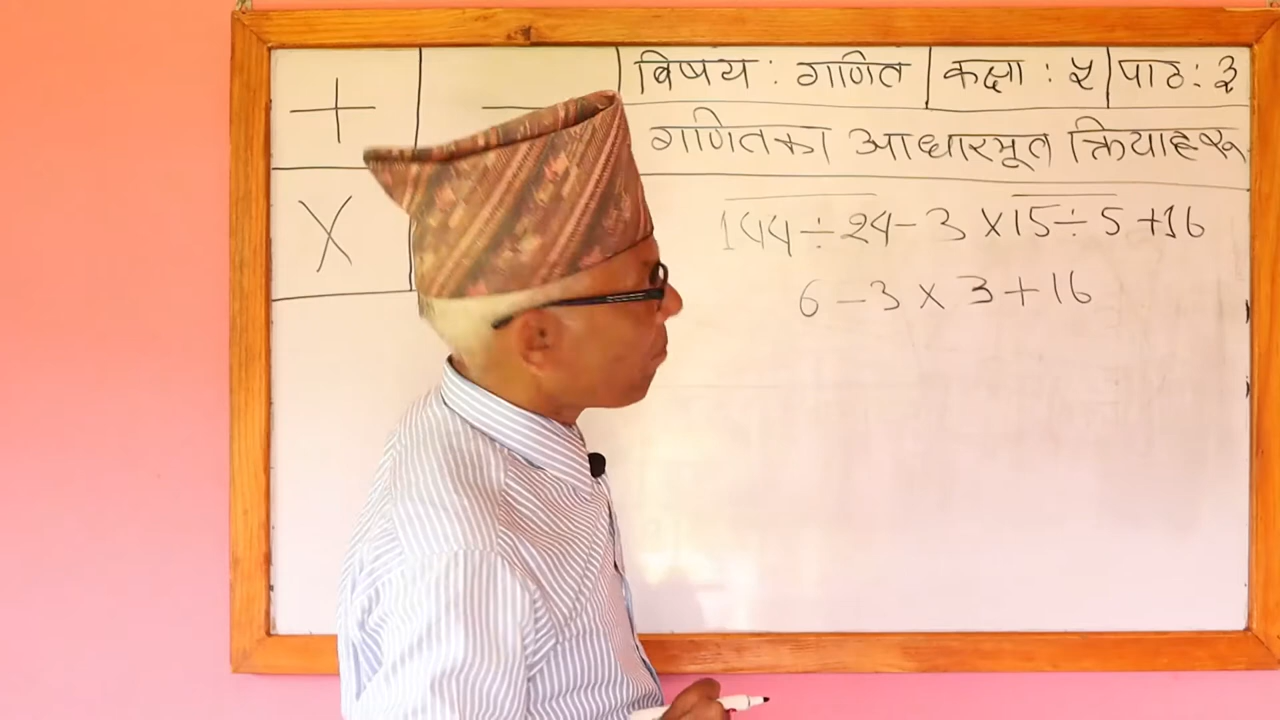 + − विषय : गणित कक्षा : ५ पाठ : ३
गणितका आधारभूत क्रियाहरू
×
144 ÷ 24 − 3 × 15 ÷ 5 + 16
6 − 3 × 3 + 16